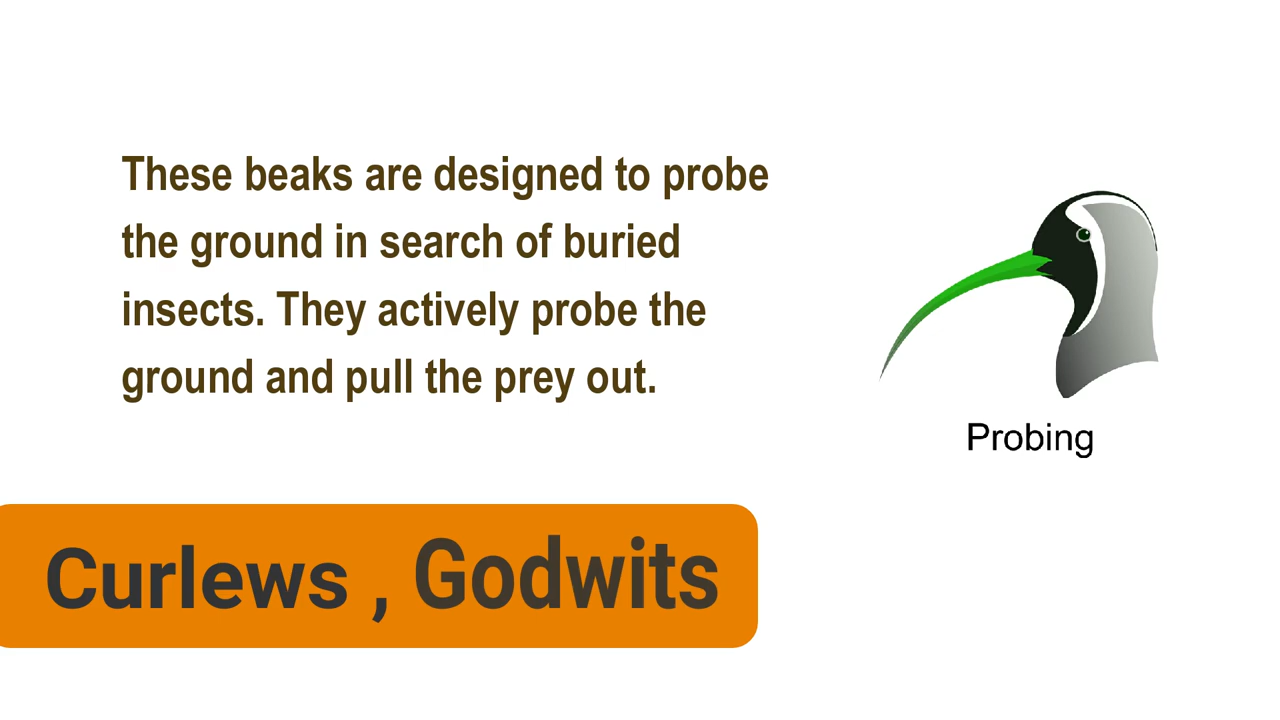 These beaks are designed to probe
the ground in search of buried
insects. They actively probe the
ground and pull the prey out.
Probing
Curlews , Godwits